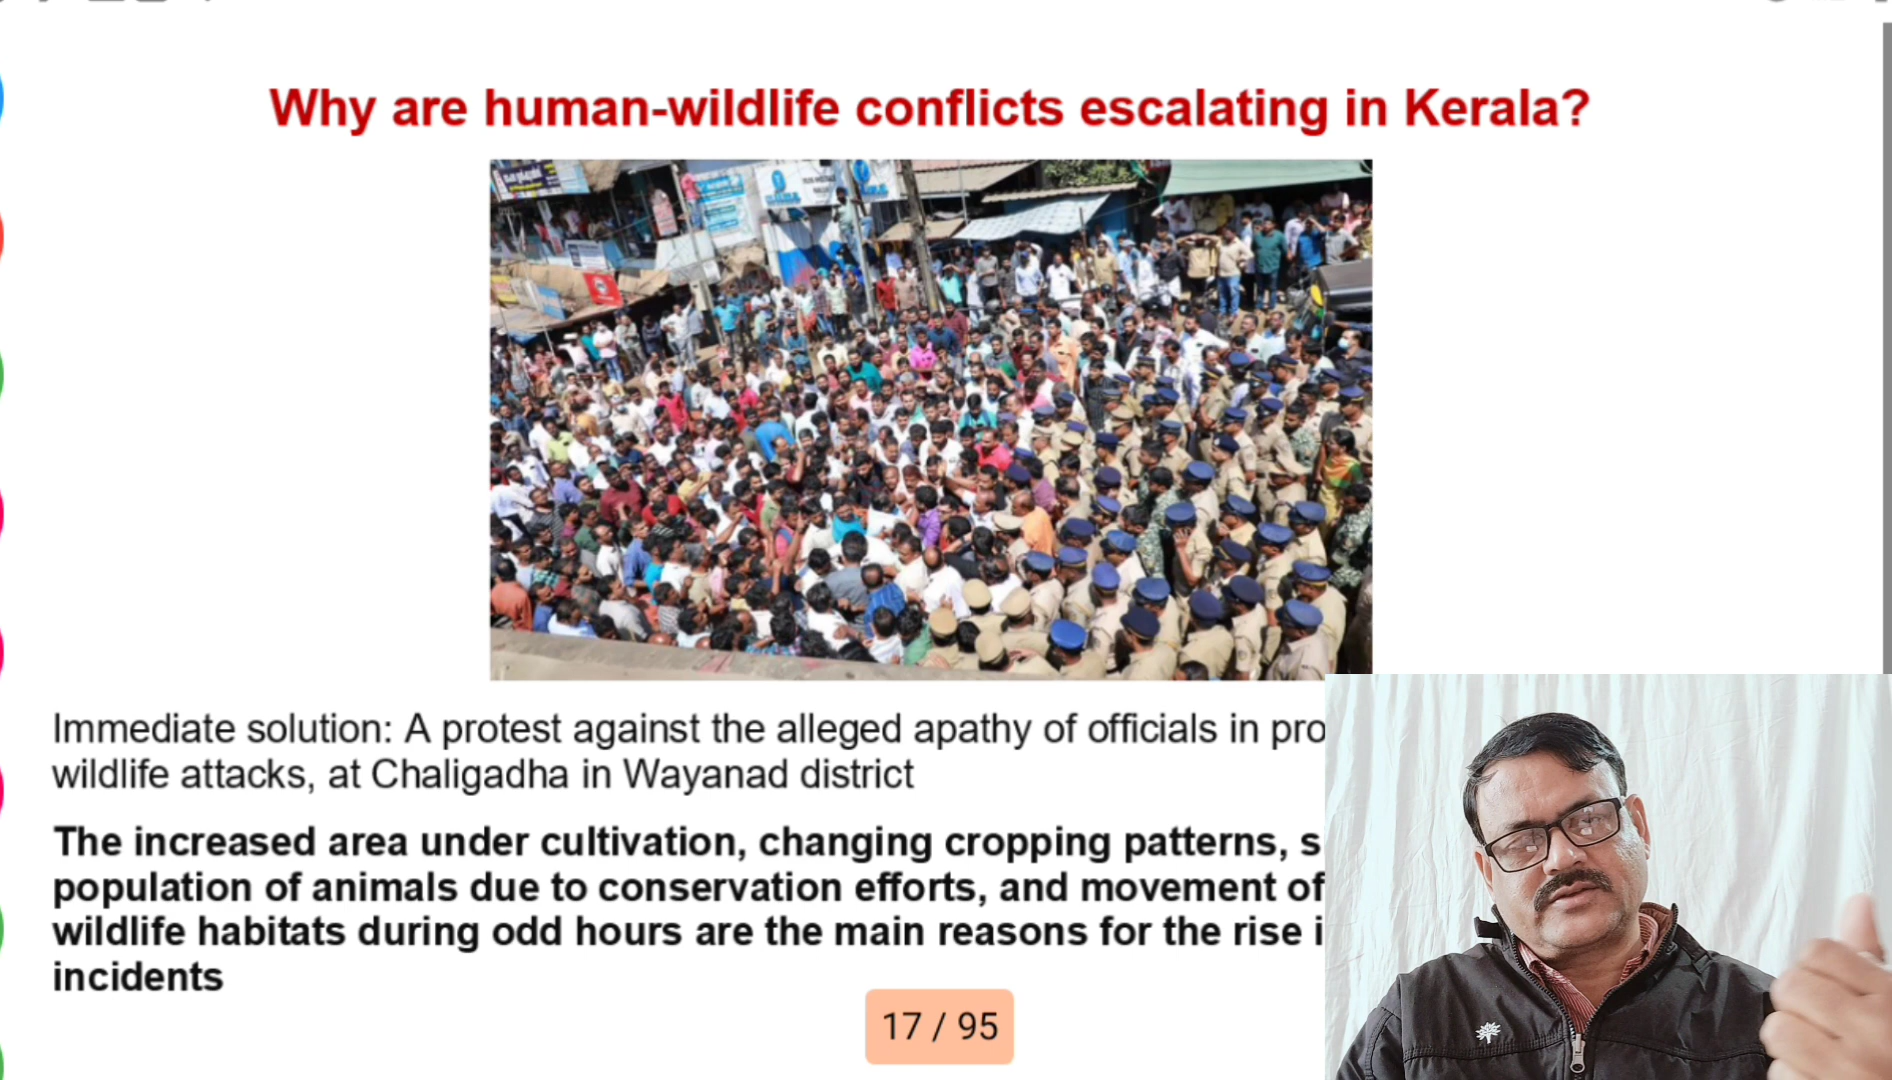 Why are human-wildlife conflicts escalating in Kerala?
Immediate solution: A protest against the alleged apathy of officials in
wildlife attacks, at Chaligadha in Wayanad district
The increased area under cultivation, changing cropping patterns,
population of animals due to conservation efforts, and movement of
wildlife habitats during odd hours are the main reasons for the rise
incidents
17 / 95